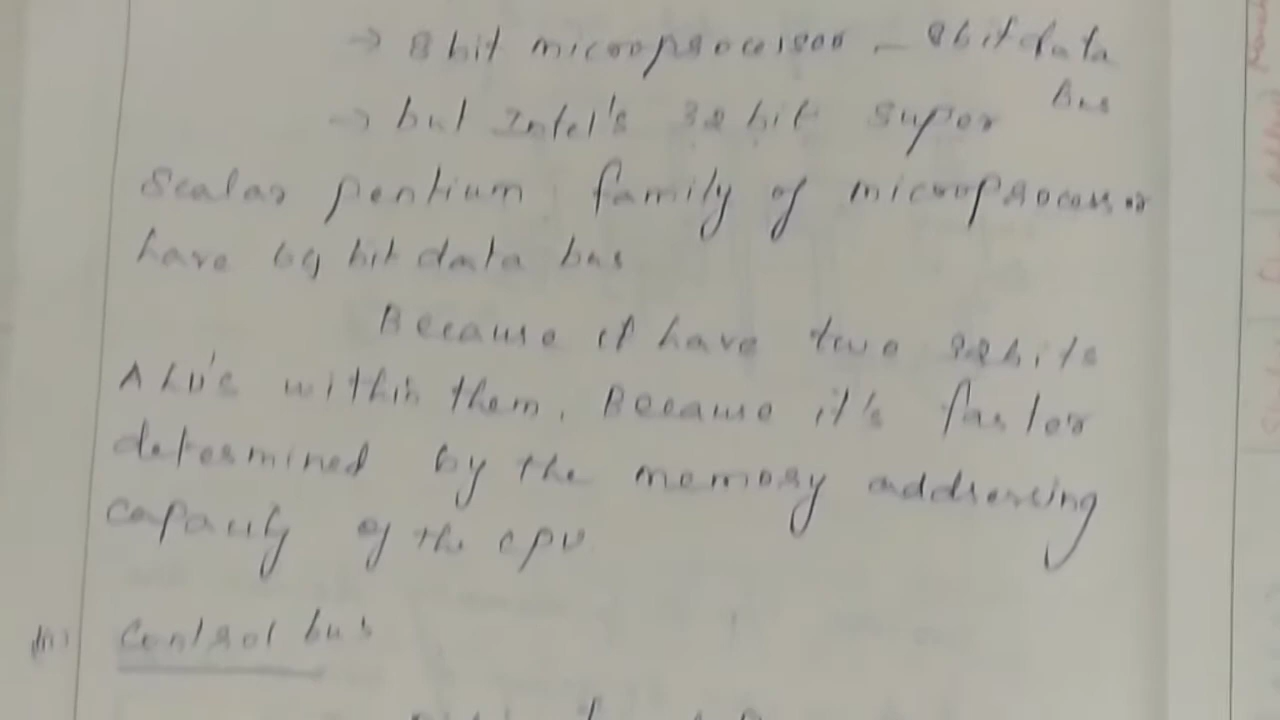 → 8 bit microprocessor - 8 bit data
bus
→ but Intel's 32 bit super
scalar pentium family of microprocessor
have 64 bit data bus
Because it have two 32 bits
ALU's within them. Because it's faster
determined by the memory addressing
capacity of the CPU
Control bus